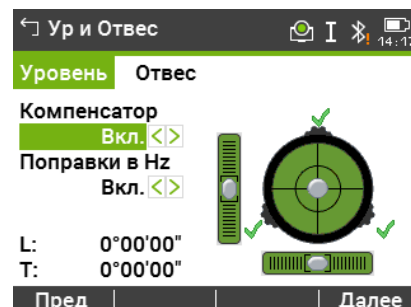 Ур и Отвес
I
14:17
Уровень Отвес
Компенсатор
Вкл.
Поправки в Hz
Вкл.
L: 0°00'00"
T: 0°00'00"
Пред Далее